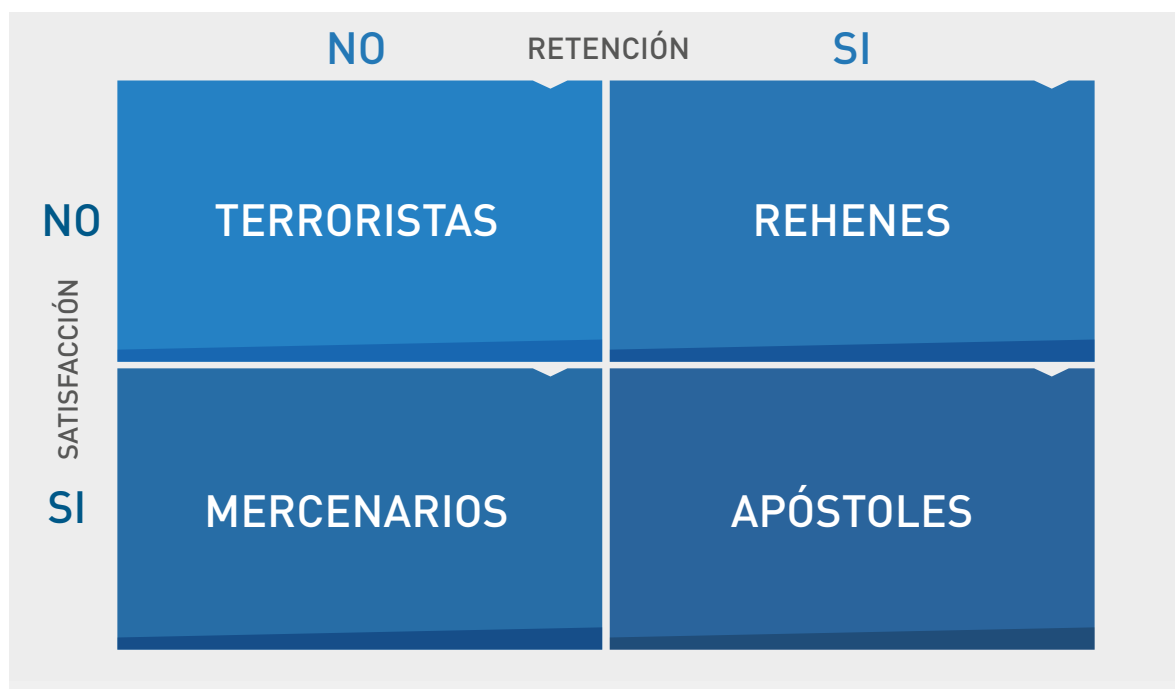 NO RETENCIÓN SI
NO TERRORISTAS REHENES
SATISFACCIÓN
SI MERCENARIOS APÓSTOLES